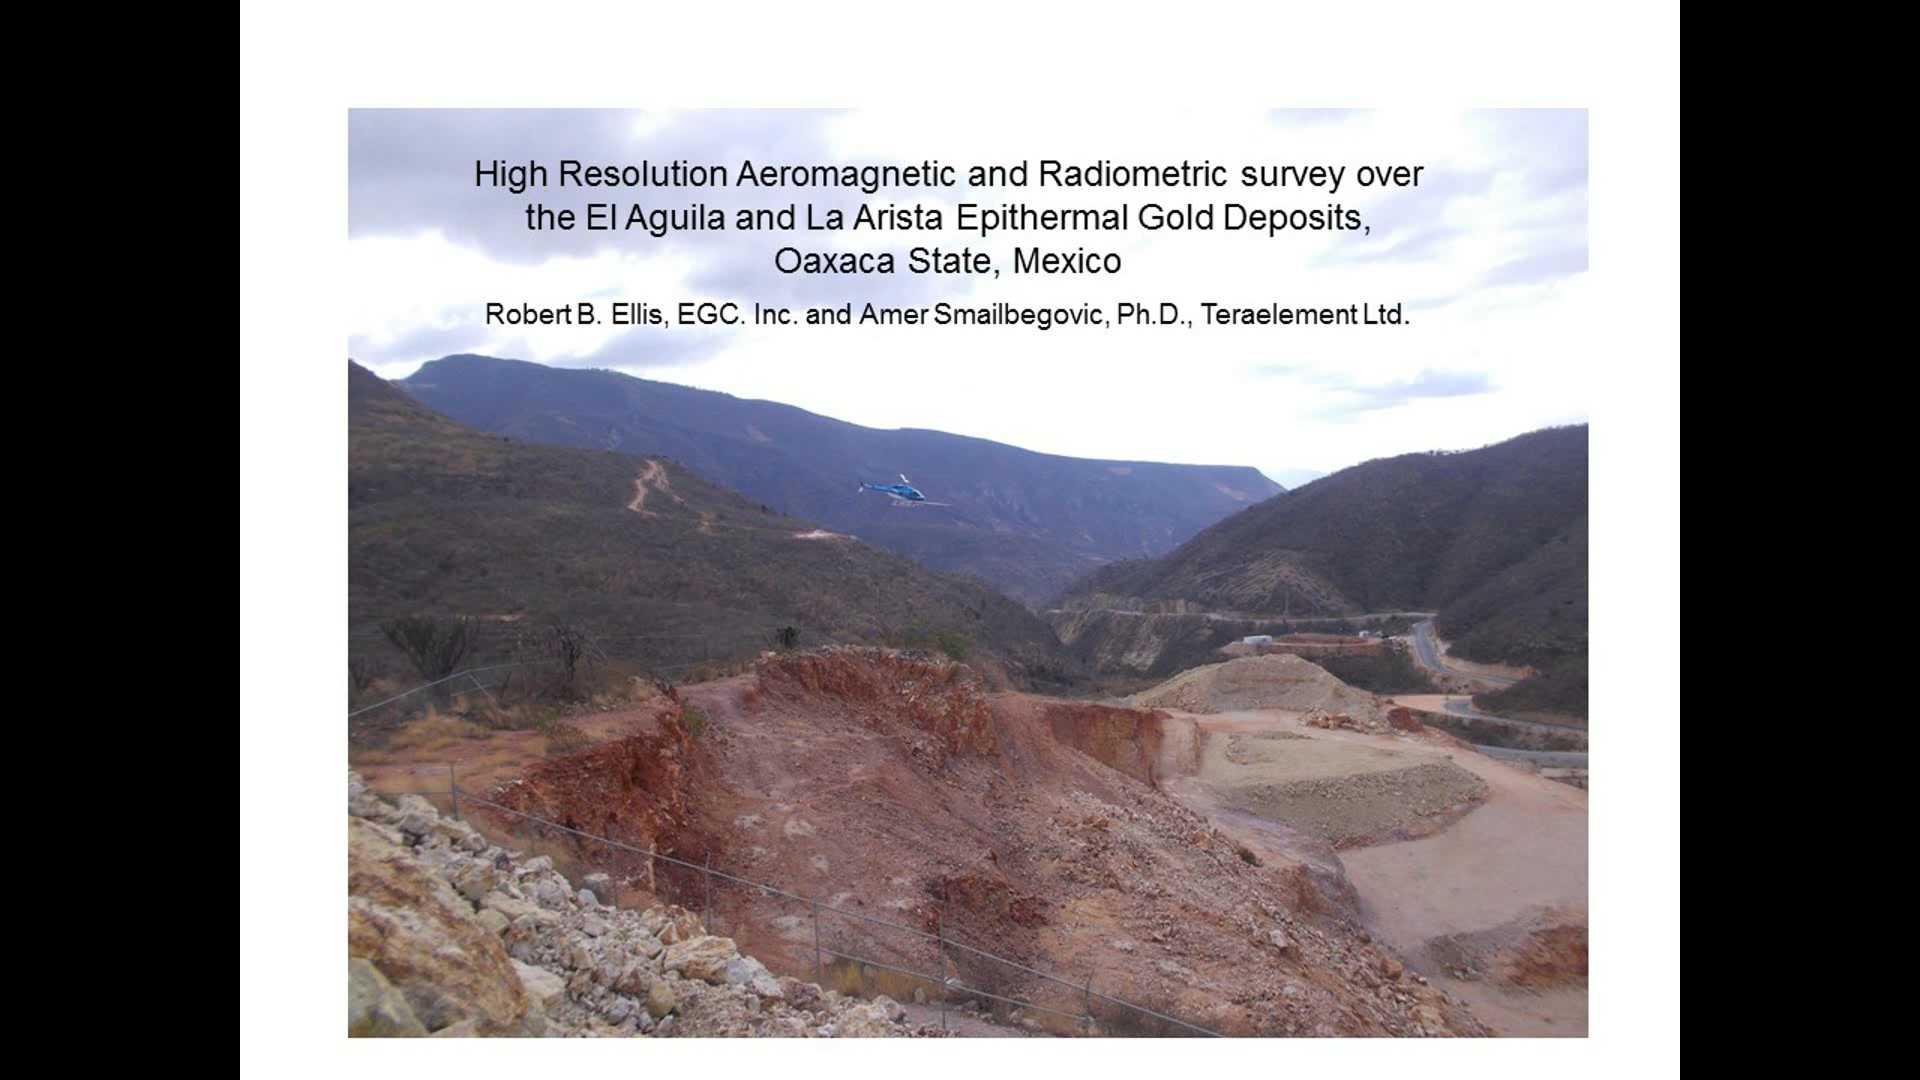 High Resolution Aeromagnetic and Radiometric survey over
the El Aguila and La Arista Epithermal Gold Deposits,
Oaxaca State, Mexico
Robert B. Ellis, EGC. Inc. and Amer Smailbegovic, Ph.D., Teraelement Ltd.